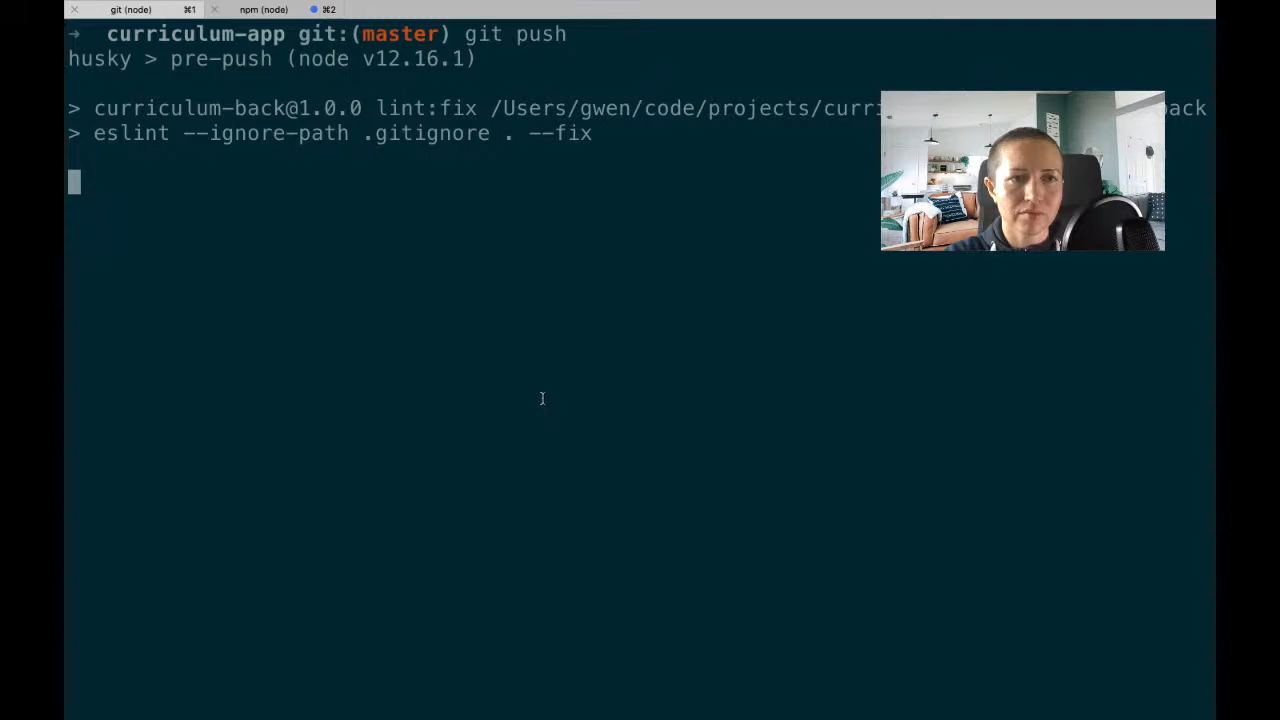 git (node) ⌘1 npm (node) ⌘2
→ curriculum-app git:(master) git push
husky > pre-push (node v12.16.1)
> curriculum-back@1.0.0 lint:fix /Users/gwen/code/projects/curri
> eslint --ignore-path .gitignore . --fix